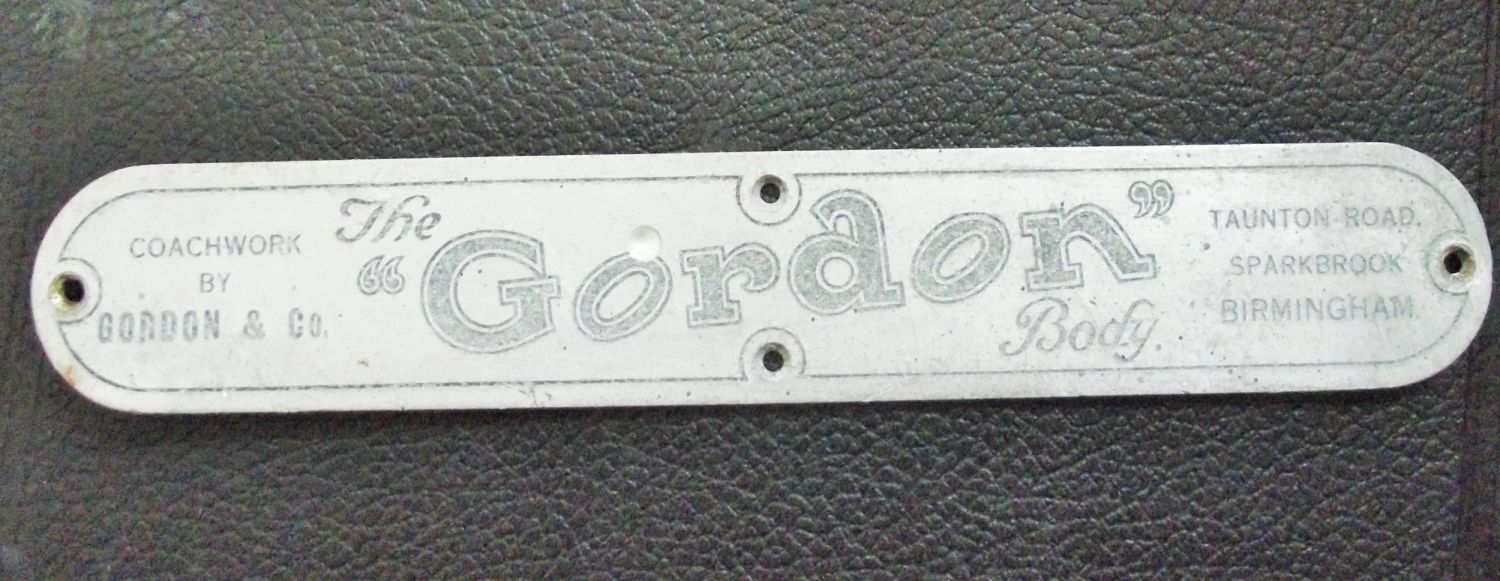 COACHWORK
BY
GORDON & Co.
The
“Gordon”
Body.
TAUNTON ROAD.
SPARKBROOK
BIRMINGHAM.